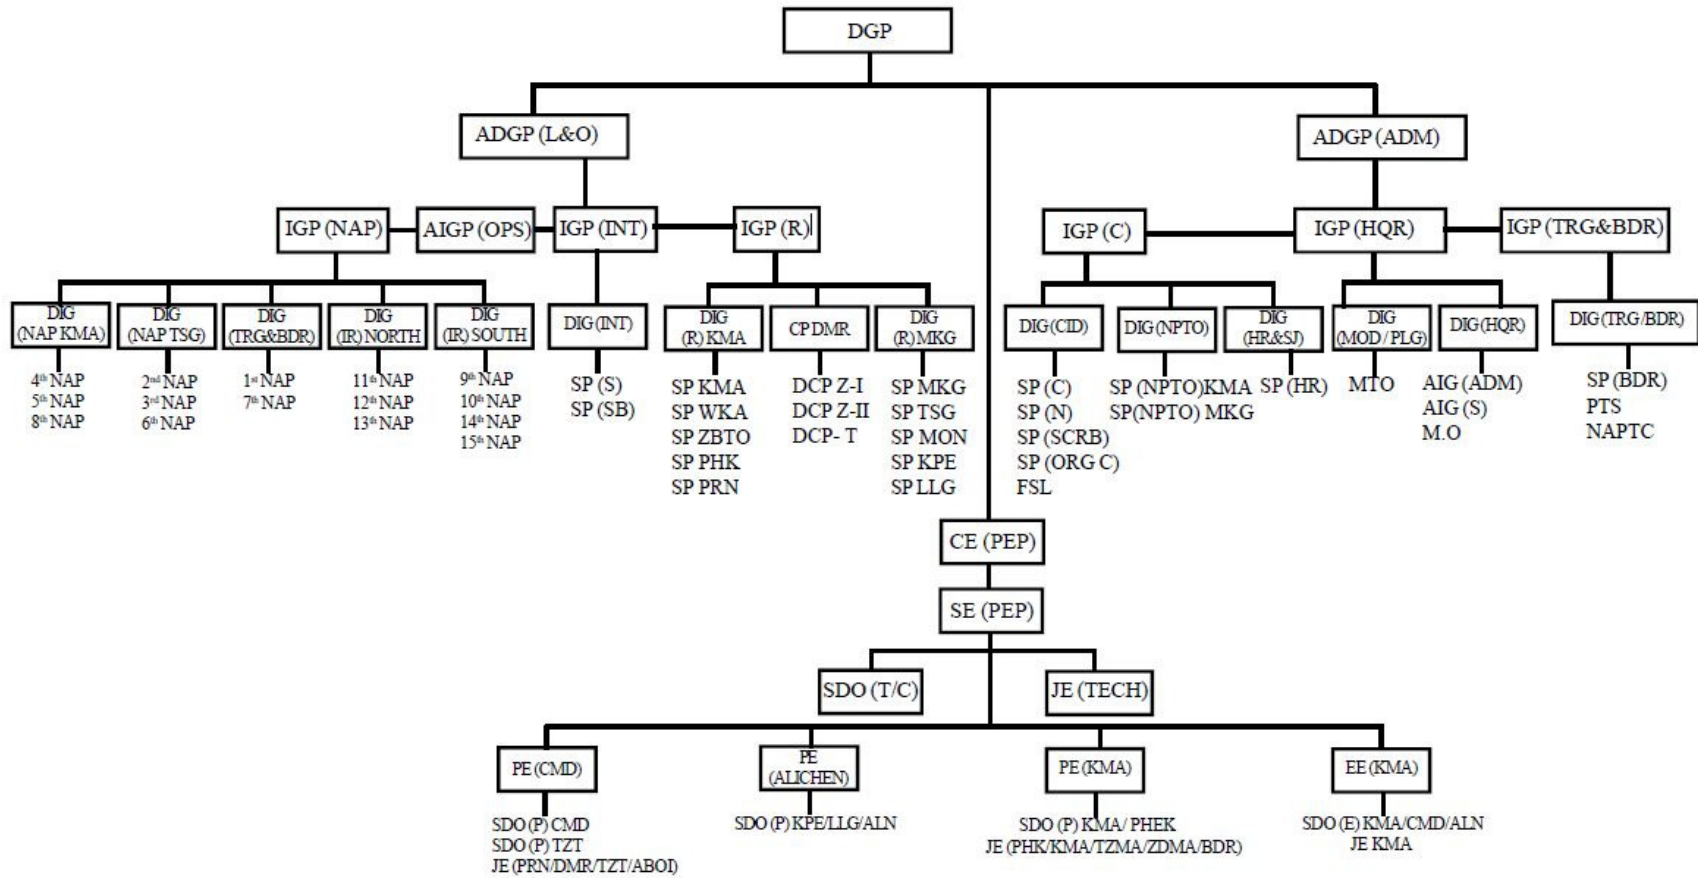 DGP
ADGP (L&O)
ADGP (ADM)
IGP (NAP)
AIGP (OPS)
IGP (INT)
IGP (R)
IGP (C)
IGP (HQR)
IGP (TRG&BDR)
DIG
(NAP KMA)
DIG
(NAP TSG)
DIG
(TRG&BDR)
DIG
(IR) NORTH
DIG
(IR) SOUTH
DIG (INT)
DIG
(R) KMA
CP DMR
DIG
(R) MKG
DIG (CID)
DIG (NPTO)
DIG
(HR&SJ)
DIG
(MOD / PLG)
DIG (HQR)
DIG (TRG /BDR)
4th NAP
5th NAP
8th NAP
2nd NAP
3rd NAP
6th NAP
1st NAP
7th NAP
11th NAP
12th NAP
13th NAP
9th NAP
10th NAP
14th NAP
15th NAP
SP (S)
SP (SB)
SP KMA
SP WKA
SP ZBTO
SP PHK
SP PRN
DCP Z-I
DCP Z-II
DCP- T
SP MKG
SP TSG
SP MON
SP KPE
SP LLG
SP (C)
SP (N)
SP (SCRB)
SP (ORG C)
FSL
SP (NPTO)KMA
SP(NPTO) MKG
SP (HR)
MTO
AIG (ADM)
AIG (S)
M.O
SP (BDR)
PTS
NAPTC
CE (PEP)
SE (PEP)
SDO (T/C)
JE (TECH)
PE (CMD)
PE
(ALICHEN)
PE (KMA)
EE (KMA)
SDO (P) CMD
SDO (P) TZT
JE (PRN/DMR/TZT/ABOI)
SDO (P) KPE/LLG/ALN
SDO (P) KMA/ PHEK
JE (PHK/KMA/TZMA/ZDMA/BDR)
SDO (E) KMA/CMD/ALN
JE KMA